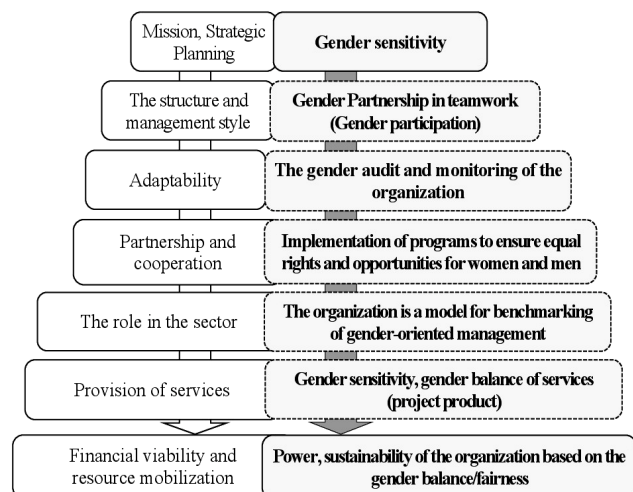 Mission, Strategic
Planning
Gender sensitivity
The structure and
management style
Gender Partnership in teamwork
(Gender participation)
Adaptability
The gender audit and monitoring of the
organization
Partnership and
cooperation
Implementation of programs to ensure equal
rights and opportunities for women and men
The role in the sector
The organization is a model for benchmarking
of gender-oriented management
Provision of services
Gender sensitivity, gender balance of services
(project product)
Financial viability and
resource mobilization
Power, sustainability of the organization based on the
gender balance/fairness